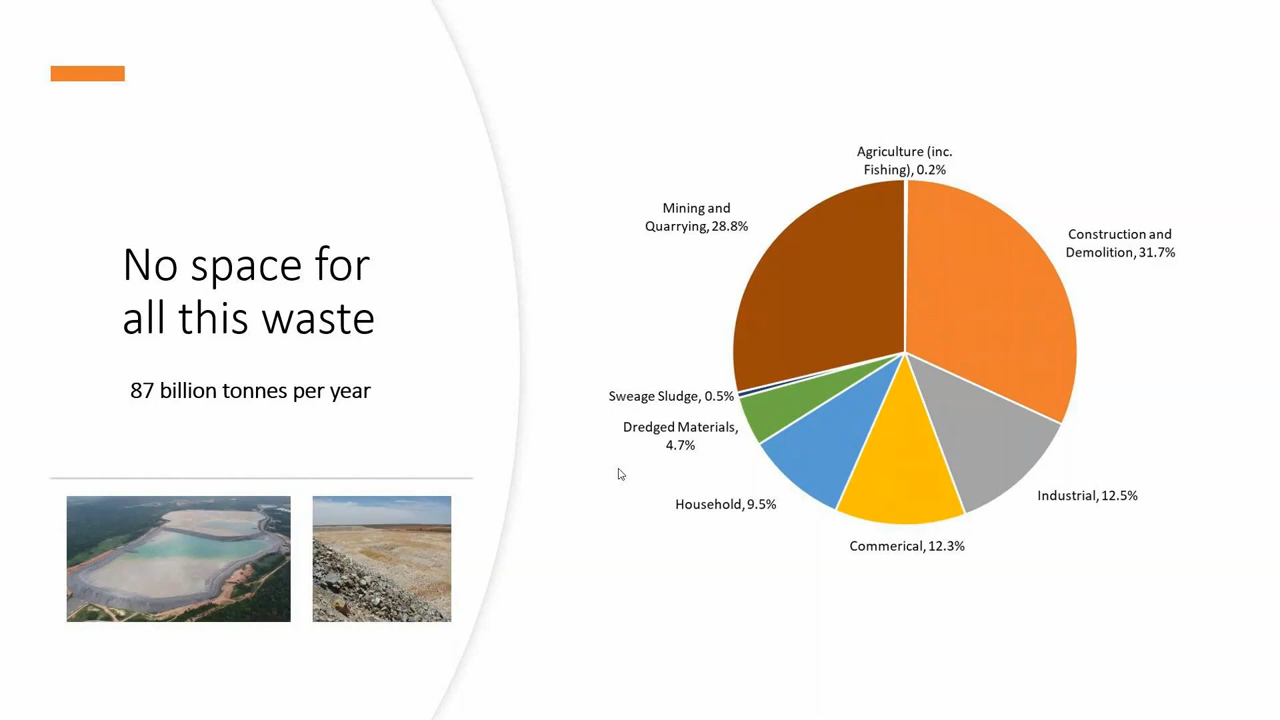 No space for
all this waste
87 billion tonnes per year
Agriculture (inc.
Fishing), 0.2%
Mining and
Quarrying, 28.8%
Construction and
Demolition, 31.7%
Sweage Sludge, 0.5%
Dredged Materials,
4.7%
Household, 9.5%
Industrial, 12.5%
Commerical, 12.3%